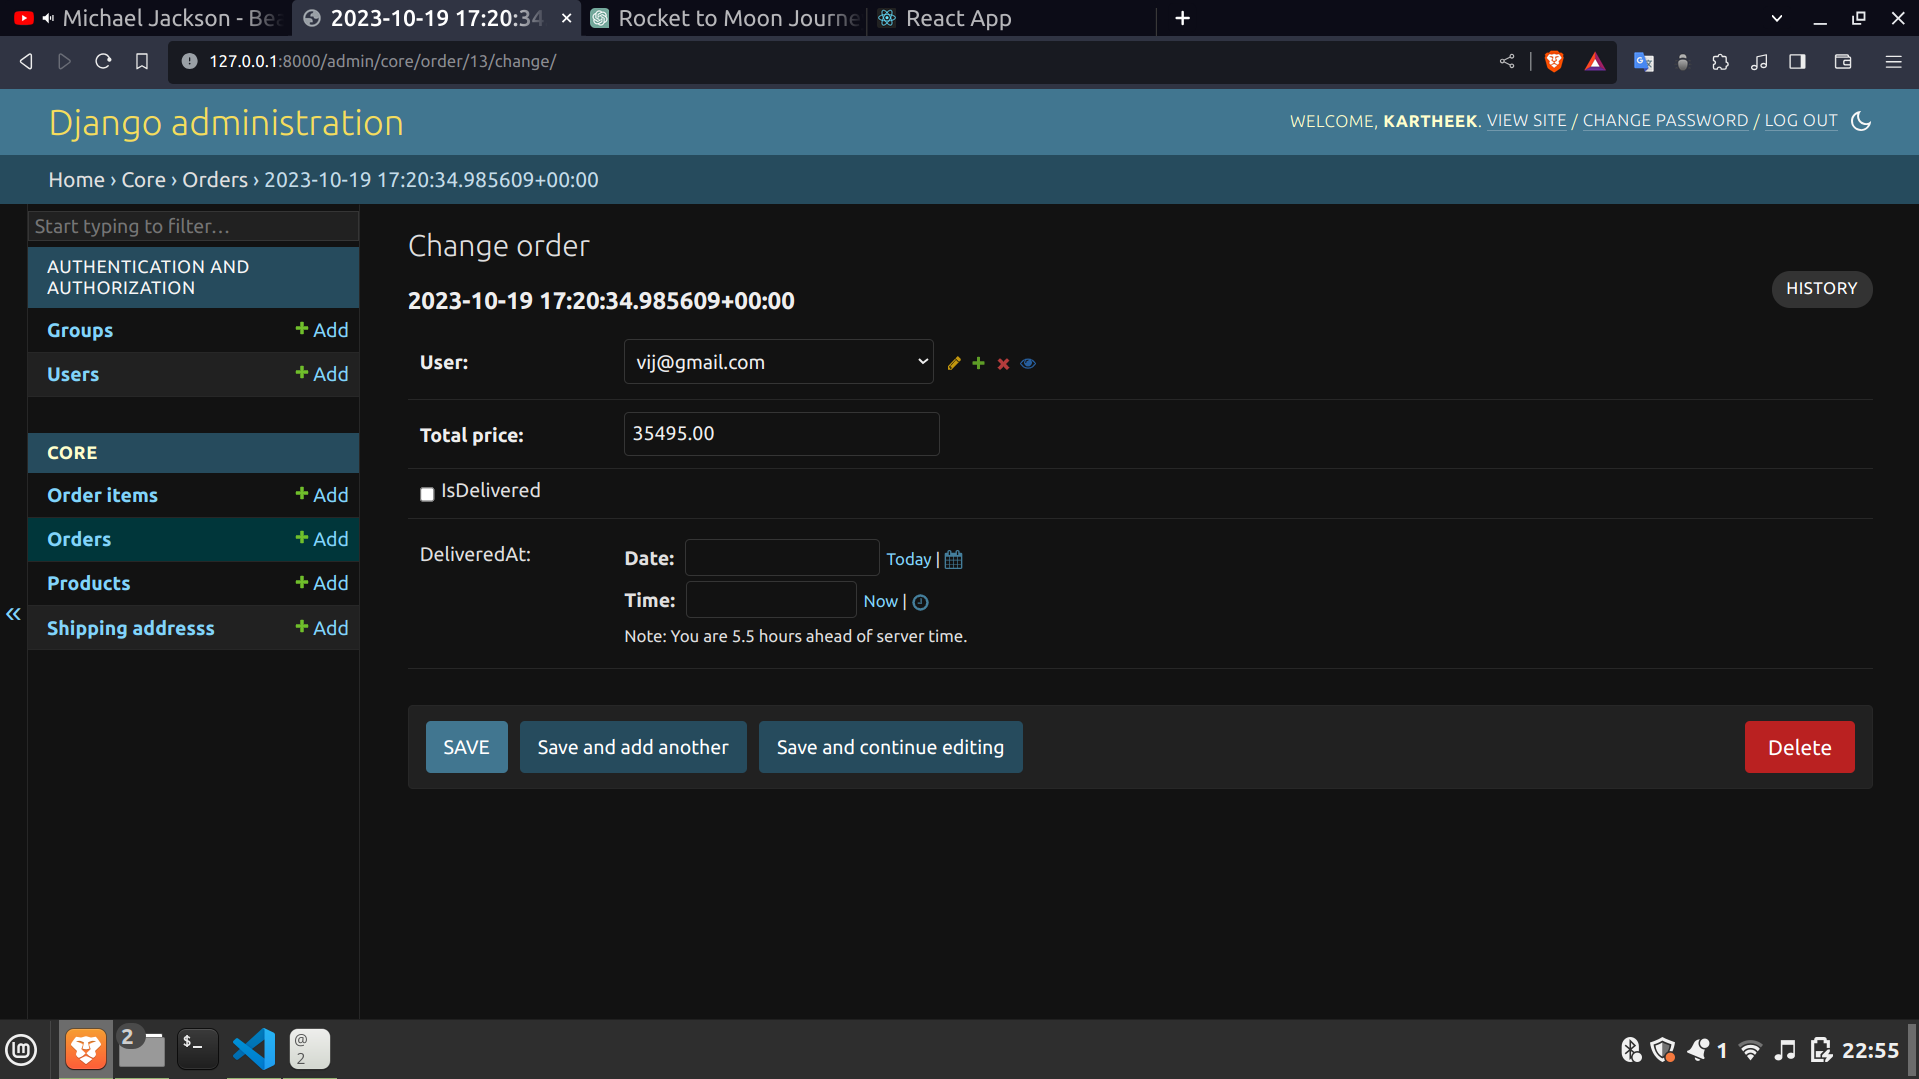 Michael Jackson - Bea
2023-10-19 17:20:34
Rocket to Moon Journe
React App
127.0.0.1:8000/admin/core/order/13/change/
Django administration
WELCOME, KARTHEEK. VIEW SITE / CHANGE PASSWORD / LOG OUT
Home › Core › Orders › 2023-10-19 17:20:34.985609+00:00
Start typing to filter…
AUTHENTICATION AND
AUTHORIZATION
Groups + Add
Users + Add
CORE
Order items + Add
Orders + Add
Products + Add
Shipping addresss + Add
«
Change order
HISTORY
2023-10-19 17:20:34.985609+00:00
User: vij@gmail.com
Total price: 35495.00
IsDelivered
DeliveredAt:
Date: Today |
Time: Now |
Note: You are 5.5 hours ahead of server time.
SAVE
Save and add another
Save and continue editing
Delete
2
$_
@
2
1
22:55